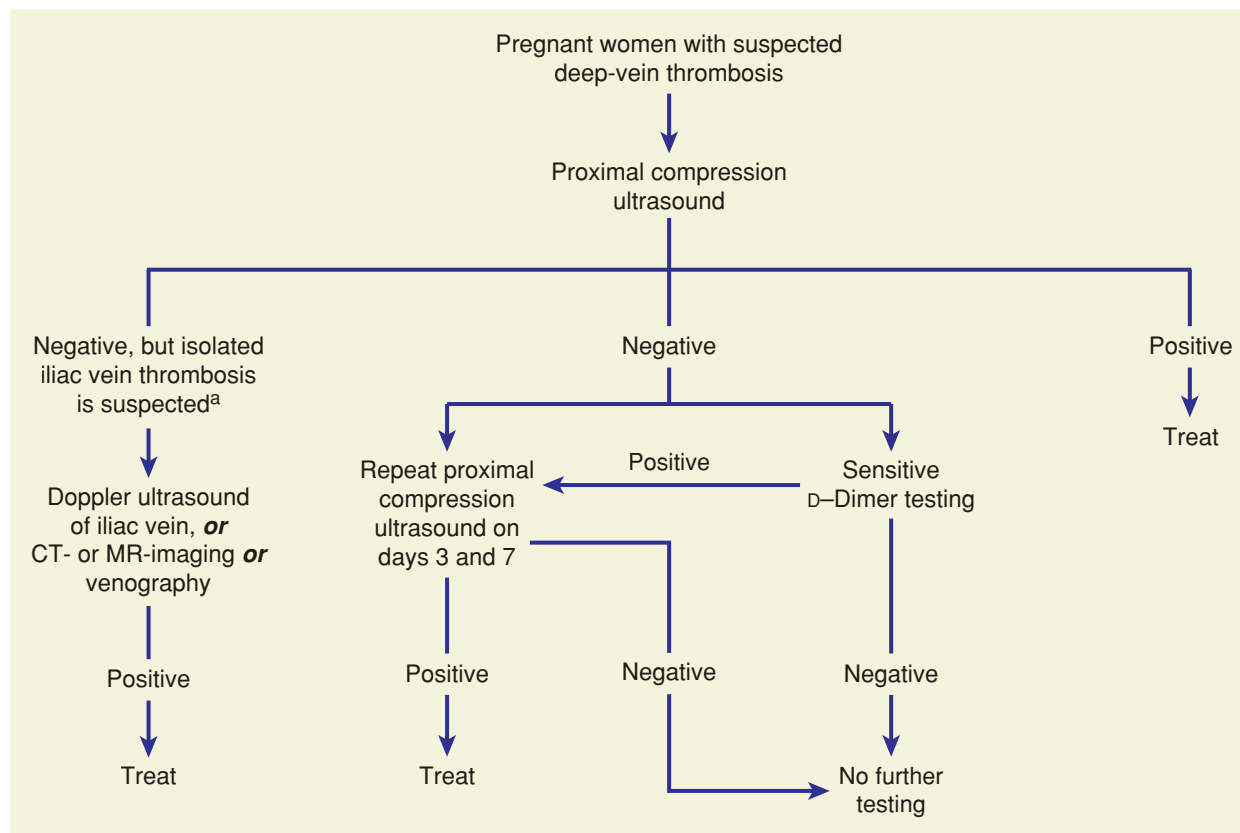 Pregnant women with suspected
deep-vein thrombosis
Proximal compression
ultrasound
Negative, but isolated
iliac vein thrombosis
is suspectedᵃ
Negative
Positive
Treat
Doppler ultrasound
of iliac vein, or
CT- or MR-imaging or
venography
Repeat proximal
compression
ultrasound on
days 3 and 7
Positive
Sensitive
D–Dimer testing
Positive
Positive
Negative
Negative
Treat
Treat
No further
testing